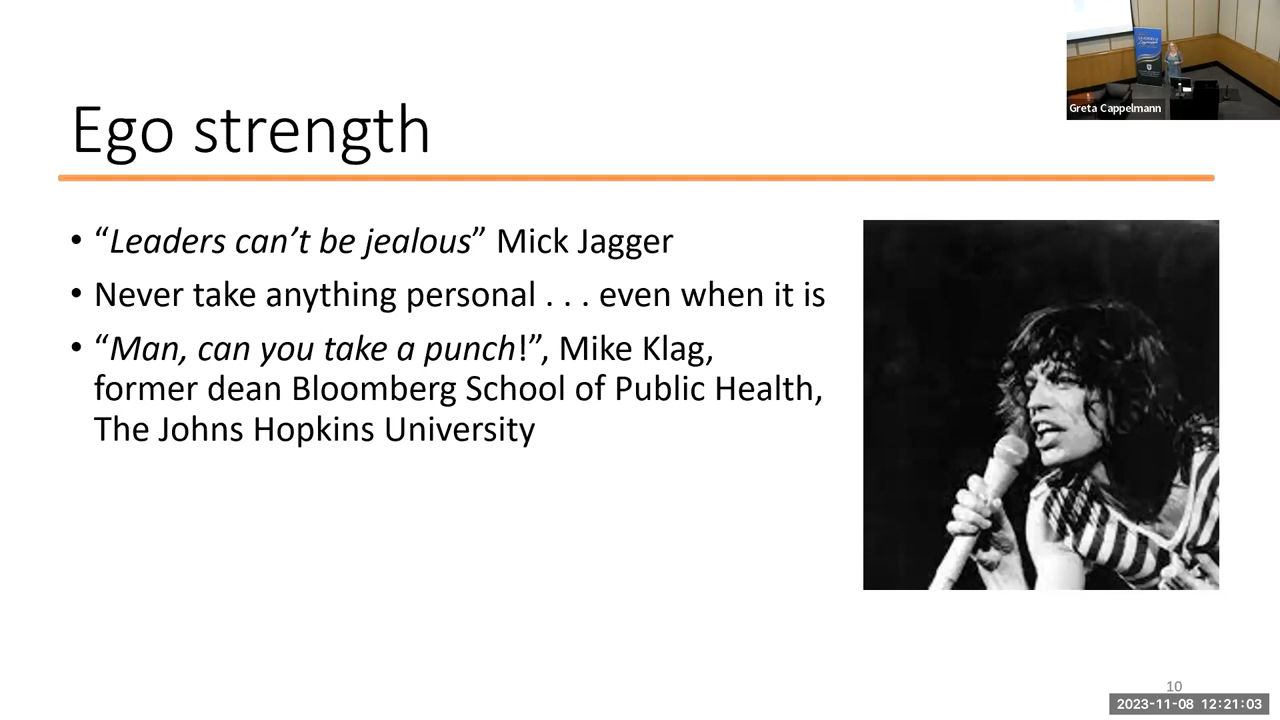 Greta Cappelmann
Ego strength
• “Leaders can’t be jealous” Mick Jagger
• Never take anything personal . . . even when it is
• “Man, can you take a punch!”, Mike Klag,
former dean Bloomberg School of Public Health,
The Johns Hopkins University
10
2023-11-08 12:21:03